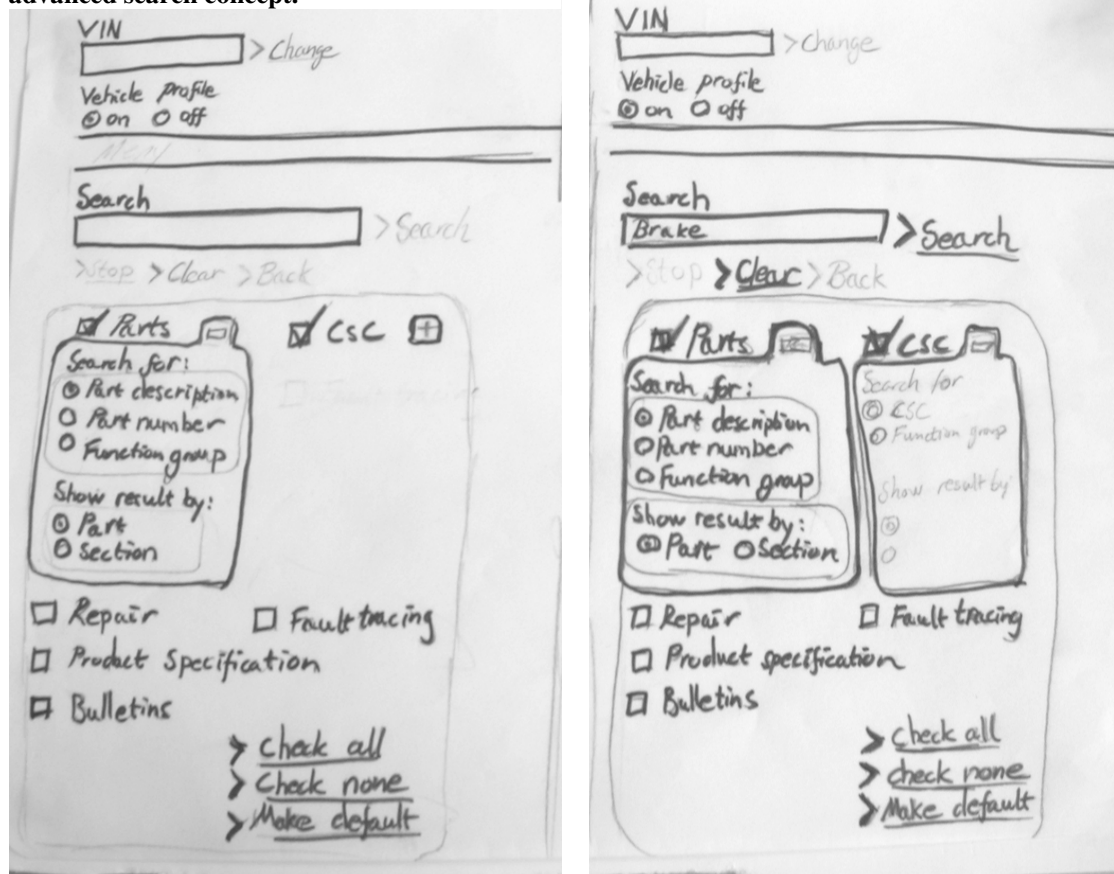 advanced search concept.
VIN
> Change
Vehicle profile
on off
Menu
Search
> Search
> Stop > Clear > Back
Parts CSC
Search for:
Part description
Part number
Function group
Show result by:
Part
Section
Repair Fault tracing
Product Specification
Bulletins
> Check all
> Check none
> Make default
VIN
> Change
Vehicle profile
on off
Search
Brake > Search
> Stop > Clear > Back
Parts CSC
Search for:
Part description
Part number
Function group
Show result by:
Part Section
Search for
CSC
Function group
Show result by
Repair Fault tracing
Product specification
Bulletins
> Check all
> check none
> Make default